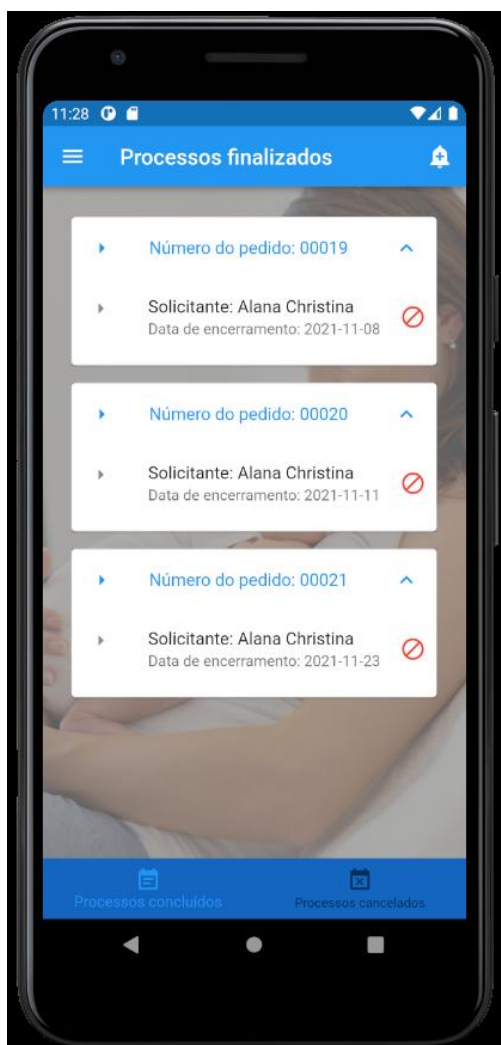 11:28
Processos finalizados
Número do pedido: 00019
Solicitante: Alana Christina
Data de encerramento: 2021-11-08
Número do pedido: 00020
Solicitante: Alana Christina
Data de encerramento: 2021-11-11
Número do pedido: 00021
Solicitante: Alana Christina
Data de encerramento: 2021-11-23
Processos concluídos
Processos cancelados